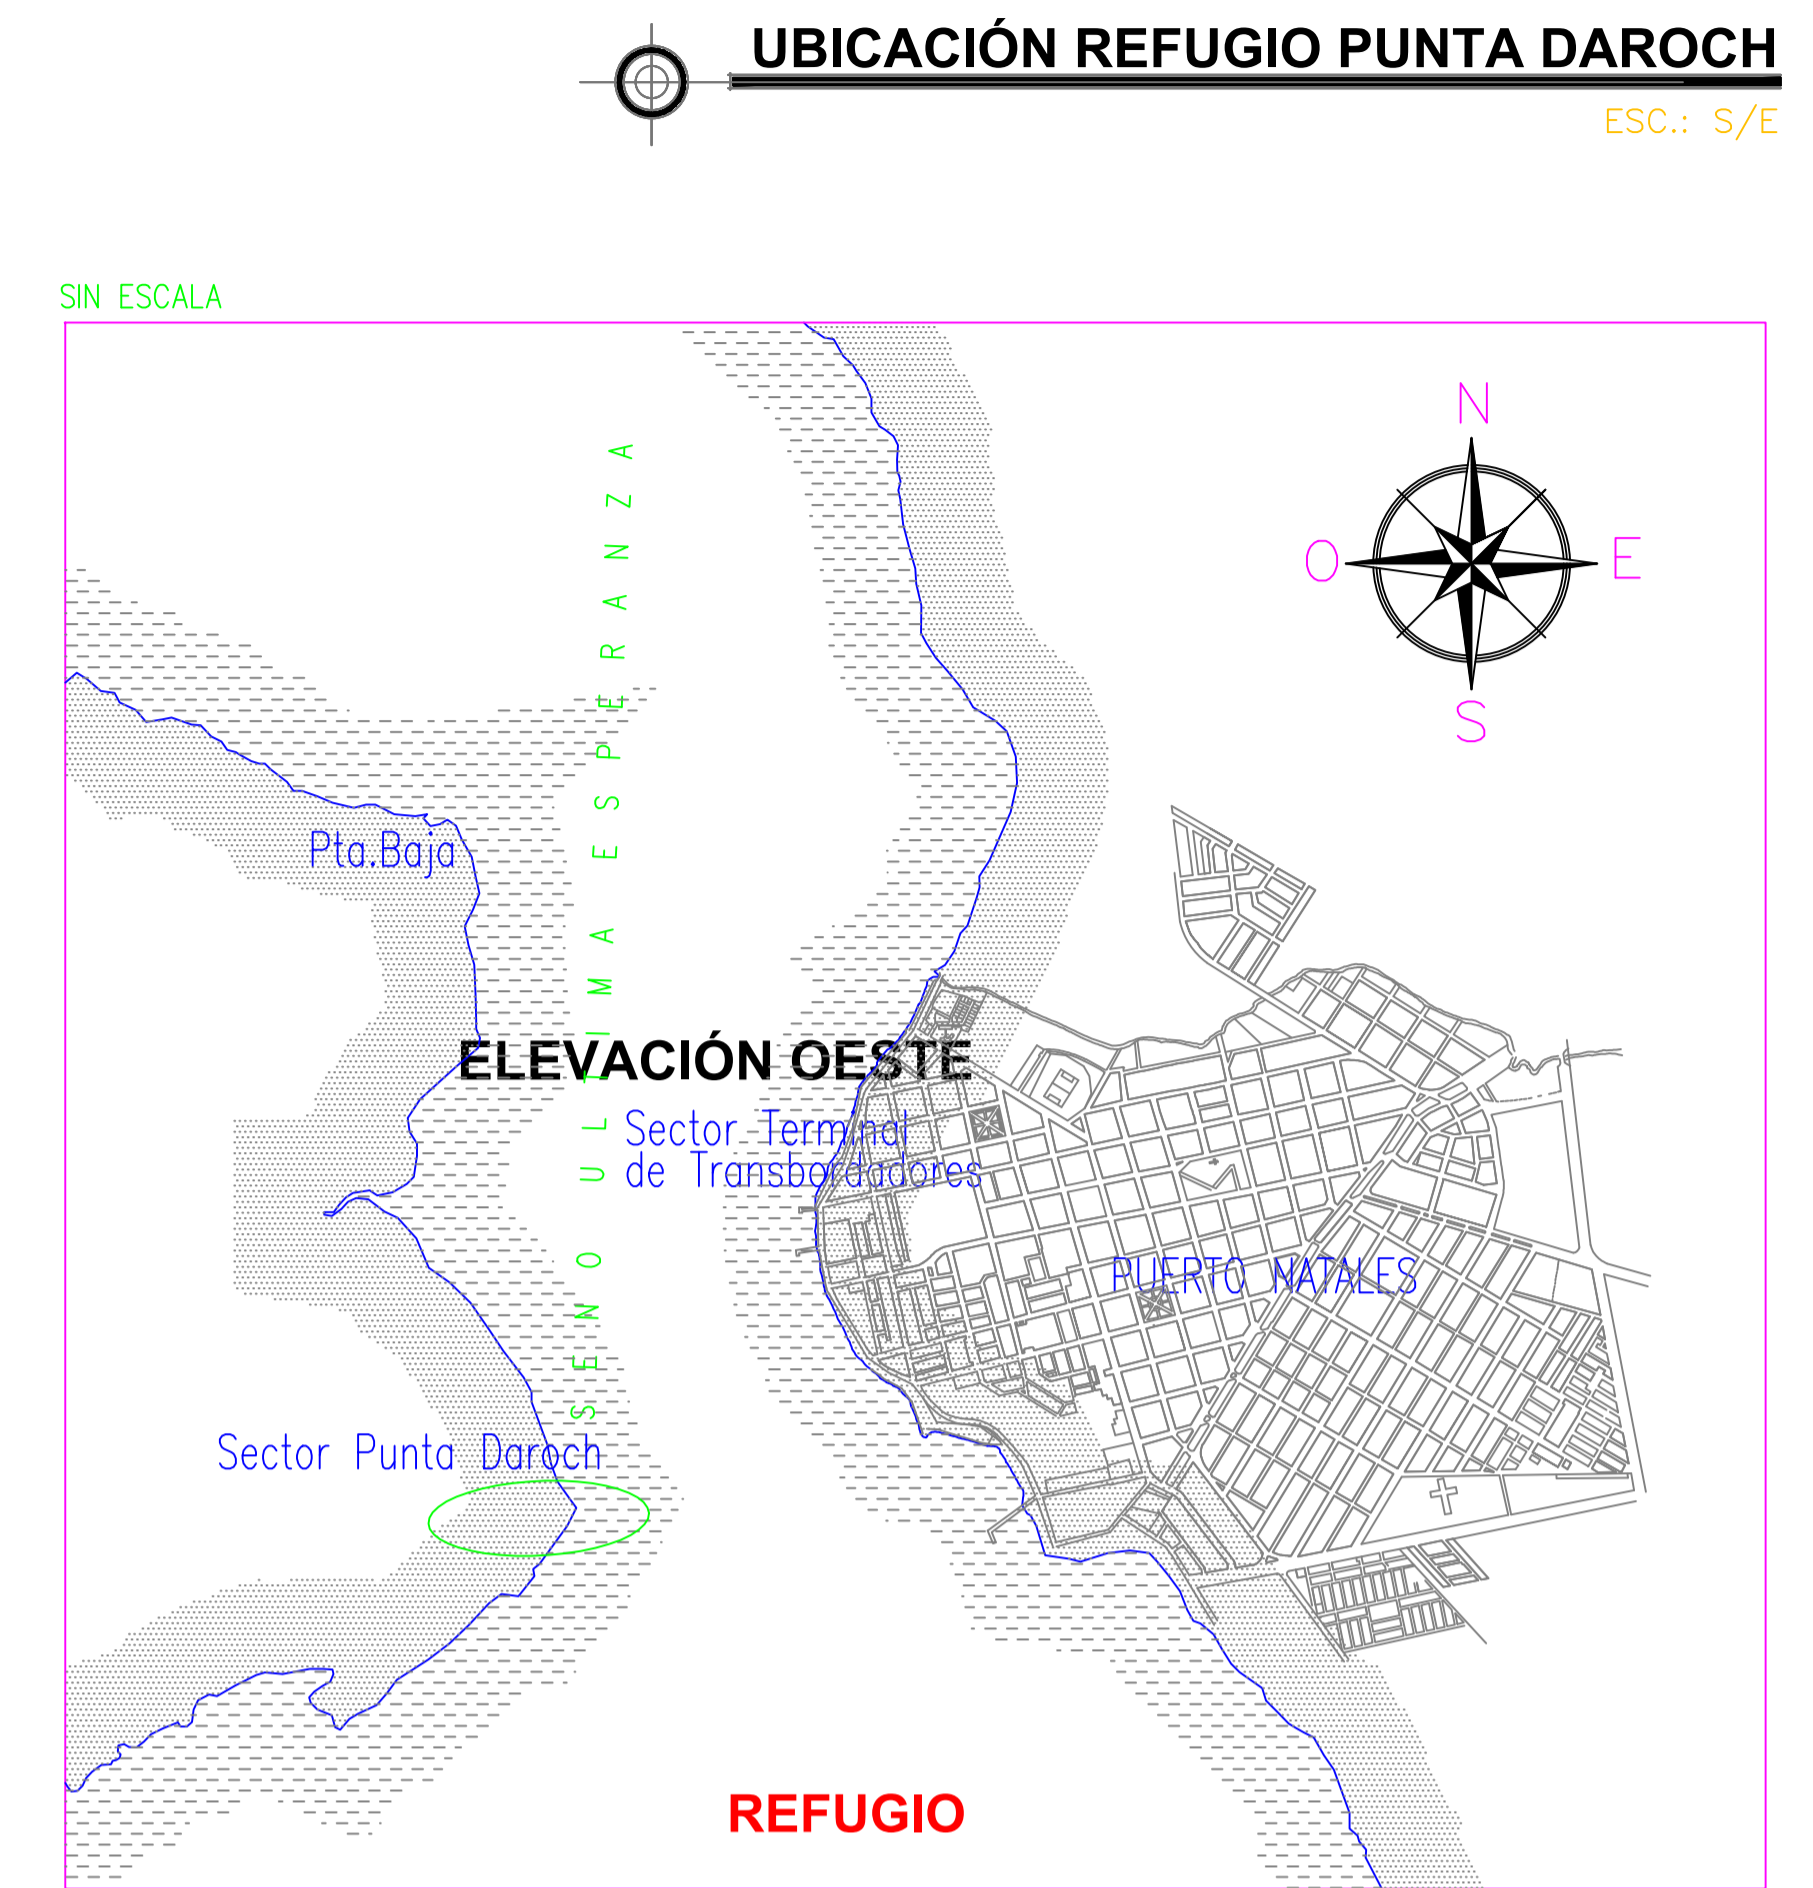 UBICACIÓN REFUGIO PUNTA DAROCH
ESC.: S/E
SIN ESCALA
N
O
E
S
SENO ULTIMA ESPERANZA
Pta.Baja
ELEVACIÓN OESTE
Sector Terminal
de Transbordadores
PUERTO NATALES
Sector Punta Daroch
REFUGIO